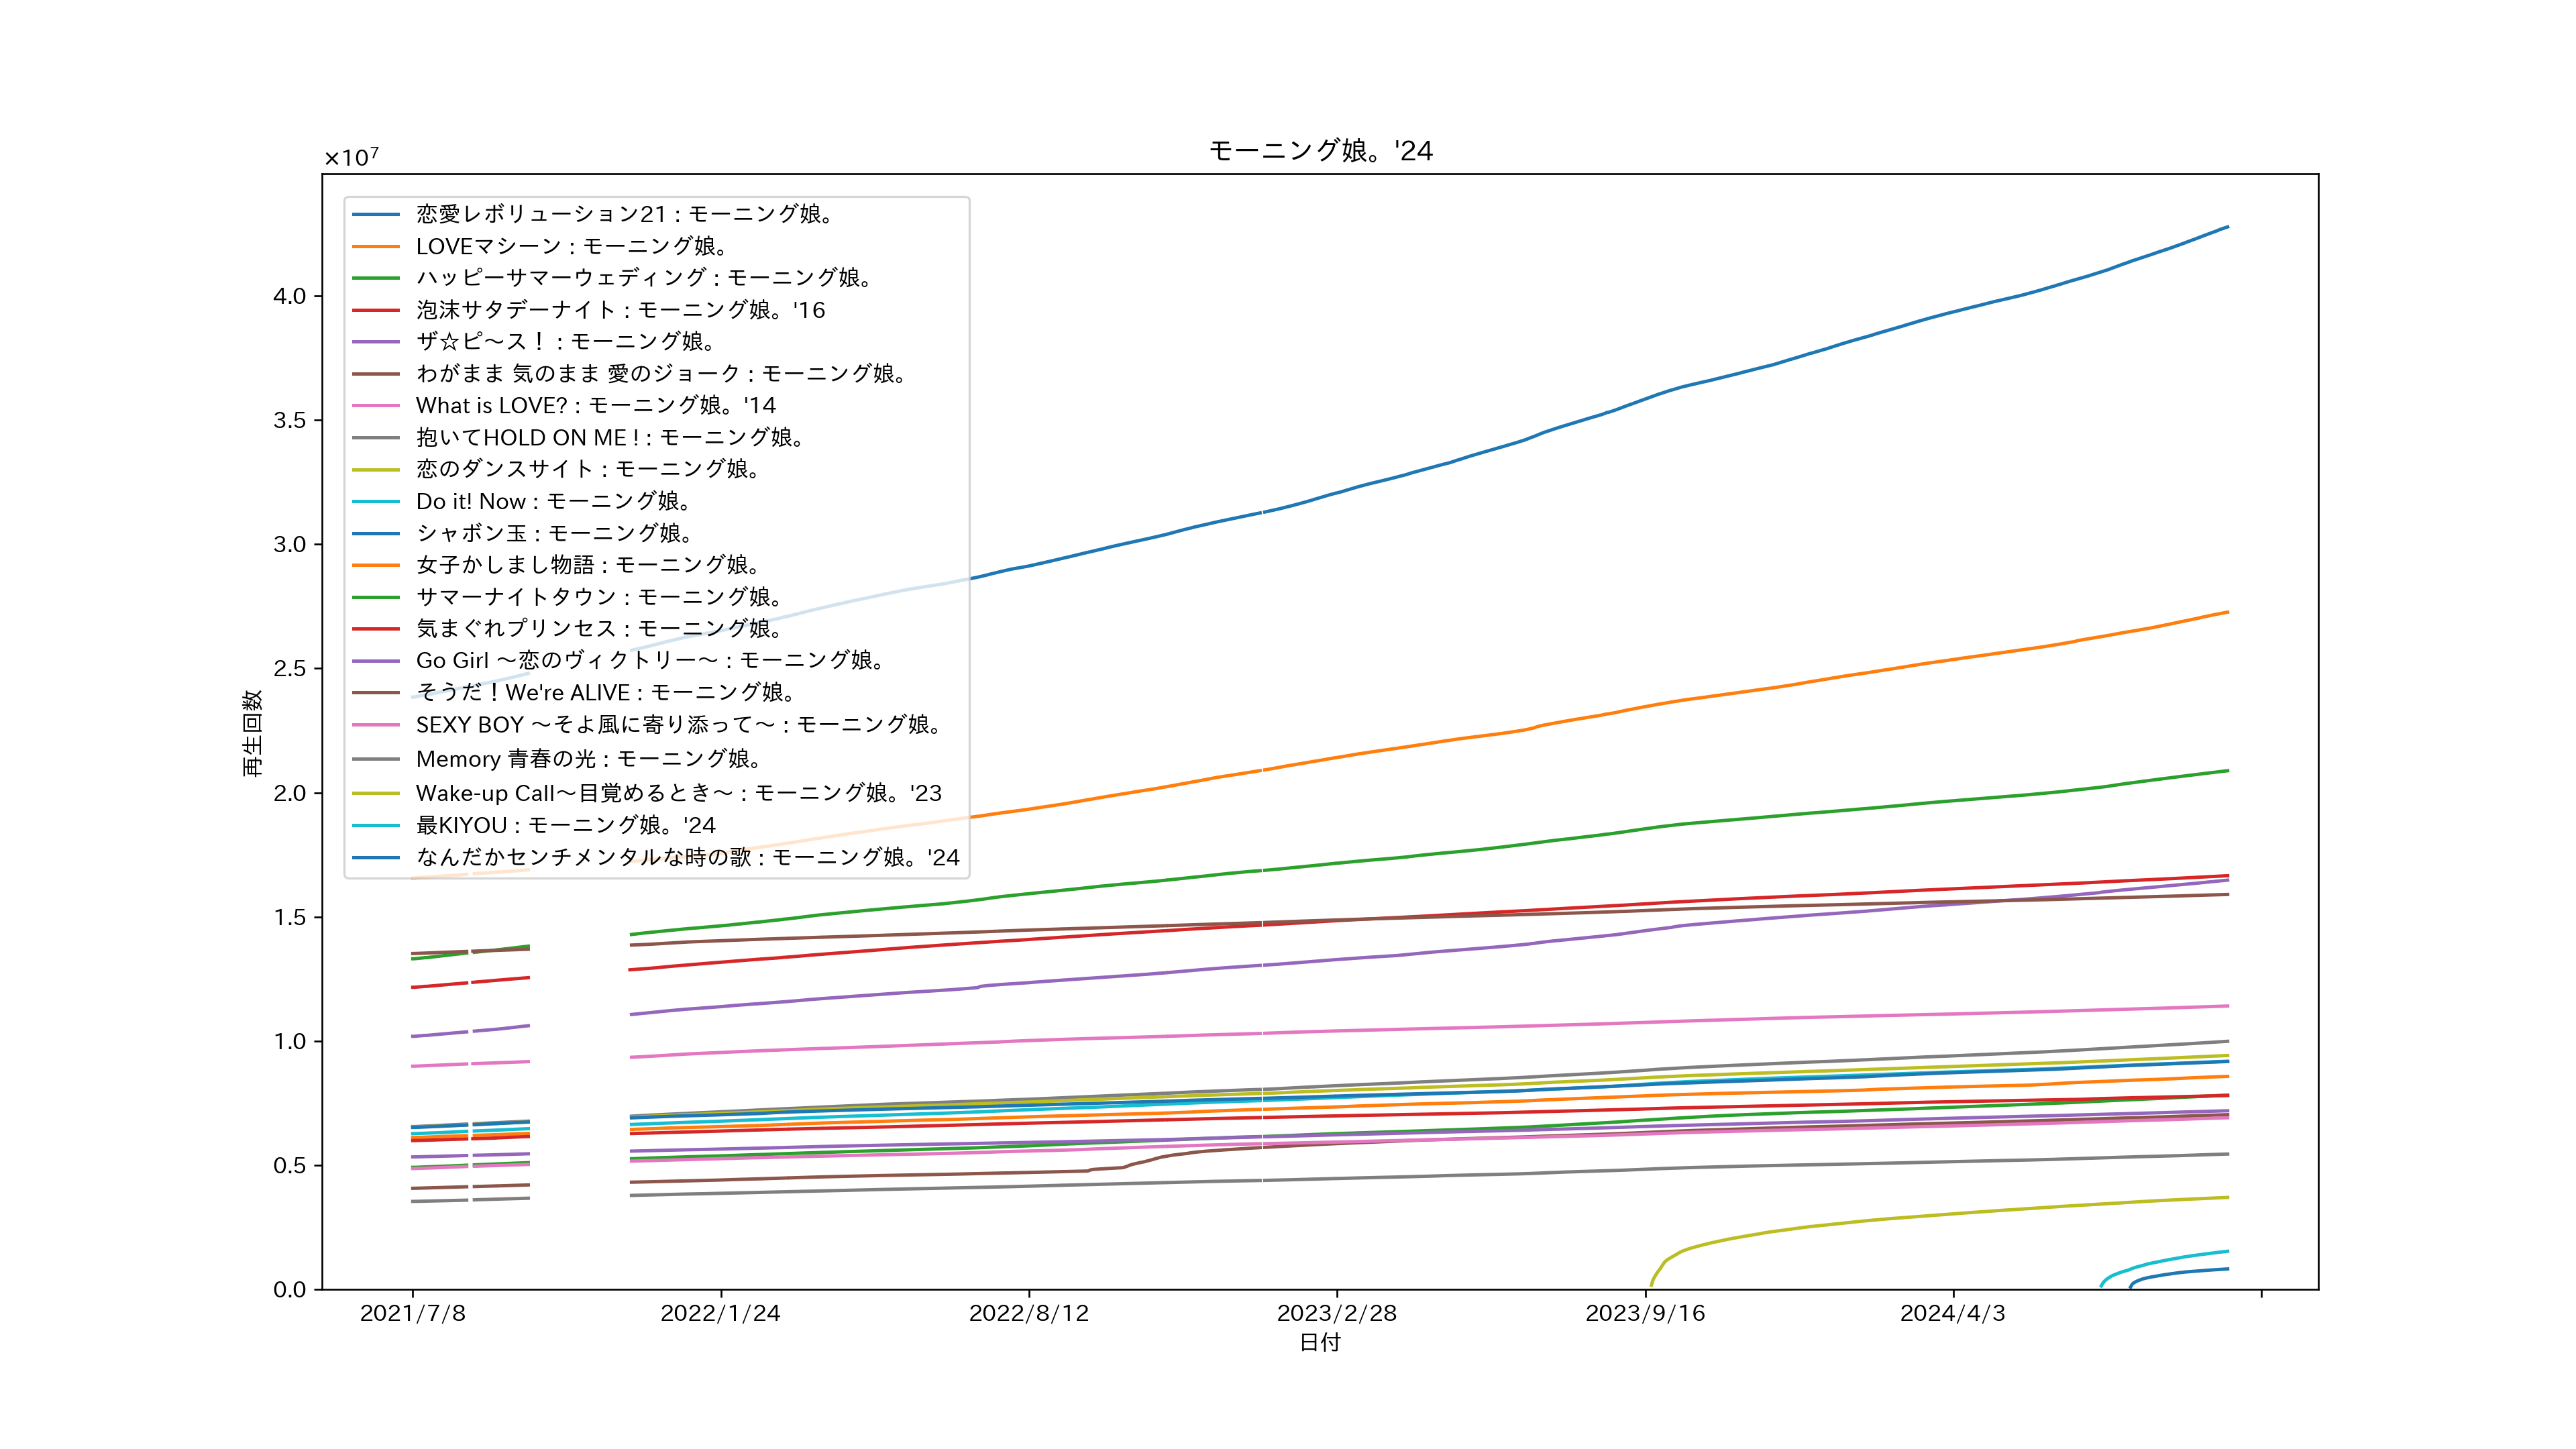 モーニング娘。'24
×10⁷
恋愛レボリューション21 : モーニング娘。
LOVEマシーン : モーニング娘。
ハッピーサマーウェディング : モーニング娘。
泡沫サタデーナイト : モーニング娘。'16
ザ☆ピ〜ス！ : モーニング娘。
わがまま 気のまま 愛のジョーク : モーニング娘。
What is LOVE? : モーニング娘。'14
抱いてHOLD ON ME ! : モーニング娘。
恋のダンスサイト : モーニング娘。
Do it! Now : モーニング娘。
シャボン玉 : モーニング娘。
女子かしまし物語 : モーニング娘。
サマーナイトタウン : モーニング娘。
気まぐれプリンセス : モーニング娘。
Go Girl 〜恋のヴィクトリー〜 : モーニング娘。
そうだ！We're ALIVE : モーニング娘。
SEXY BOY 〜そよ風に寄り添って〜 : モーニング娘。
Memory 青春の光 : モーニング娘。
Wake-up Call〜目覚めるとき〜 : モーニング娘。'23
最KIYOU : モーニング娘。'24
なんだかセンチメンタルな時の歌 : モーニング娘。'24
4.0
3.5
3.0
2.5
2.0
1.5
1.0
0.5
0.0
再生回数
2021/7/8
2022/1/24
2022/8/12
2023/2/28
2023/9/16
2024/4/3
日付